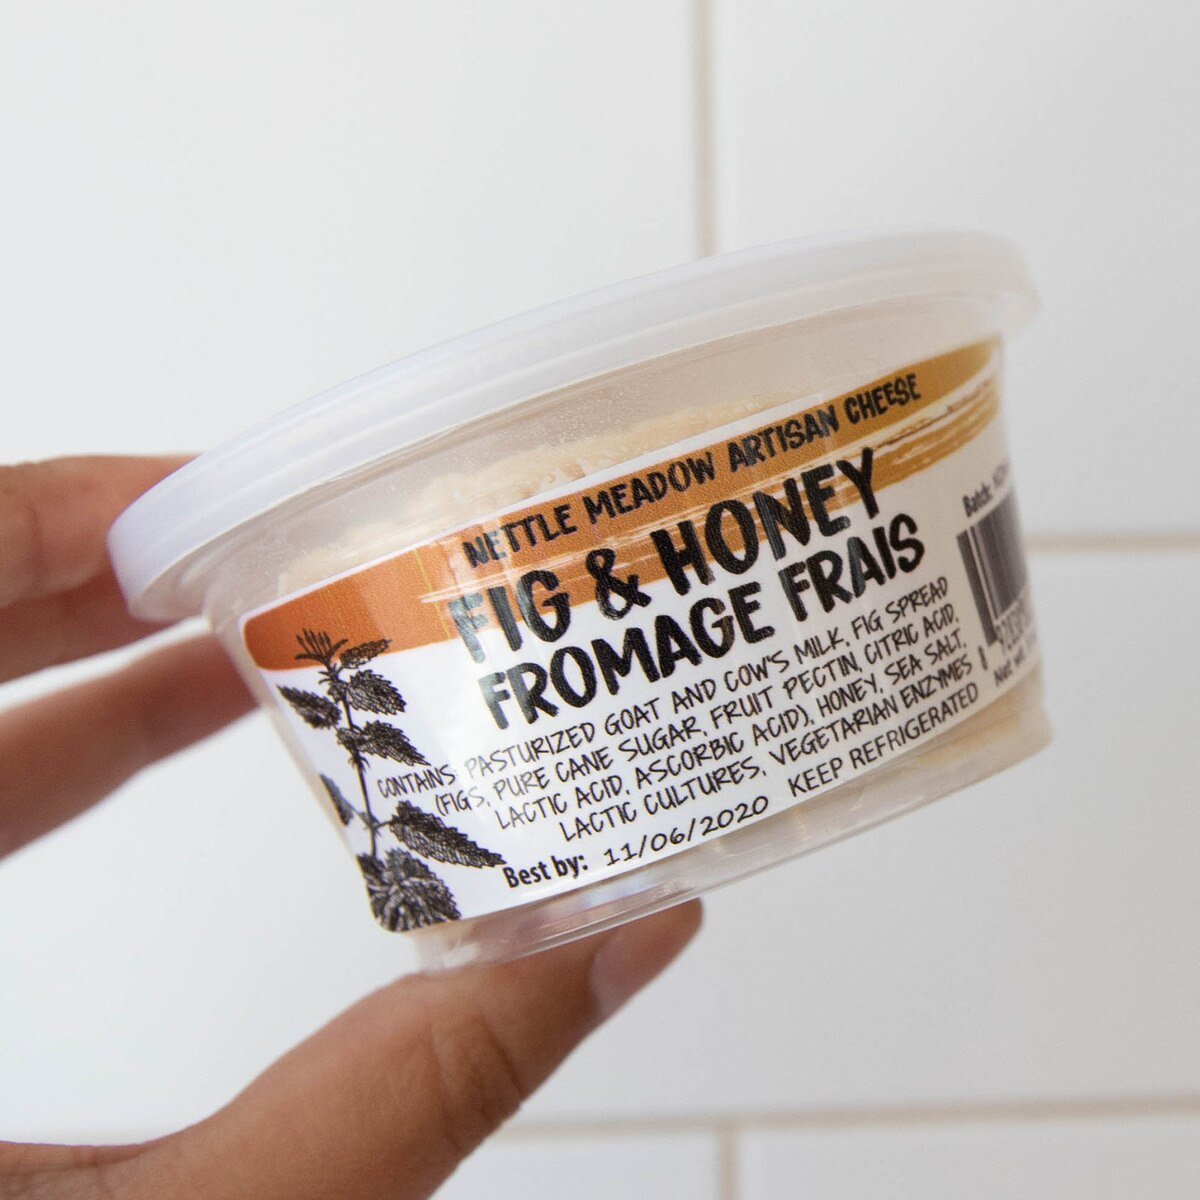 NETTLE MEADOW ARTISAN CHEESE
FIG & HONEY
FROMAGE FRAIS
CONTAINS: PASTURIZED GOAT AND COW'S MILK, FIG SPREAD
(FIGS, PURE CANE SUGAR, FRUIT PECTIN, CITRIC ACID,
LACTIC ACID, ASCORBIC ACID), HONEY, SEA SALT,
LACTIC CULTURES, VEGETARIAN ENZYMES
Best by: 11/06/2020 KEEP REFRIGERATED
Batch:
Net